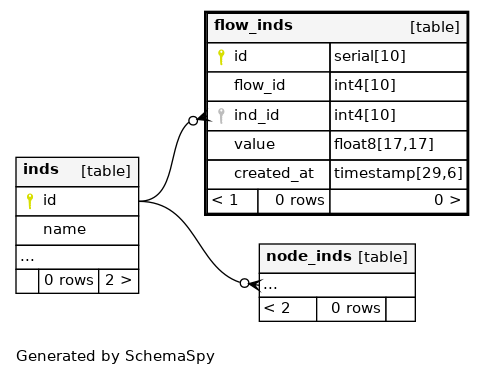 flow_inds [table]
id serial[10]
flow_id int4[10]
ind_id int4[10]
value float8[17,17]
created_at timestamp[29,6]
< 1 0 rows 0 >
inds [table]
id
name
...
0 rows 2 >
node_inds [table]
...
< 2 0 rows
Generated by SchemaSpy